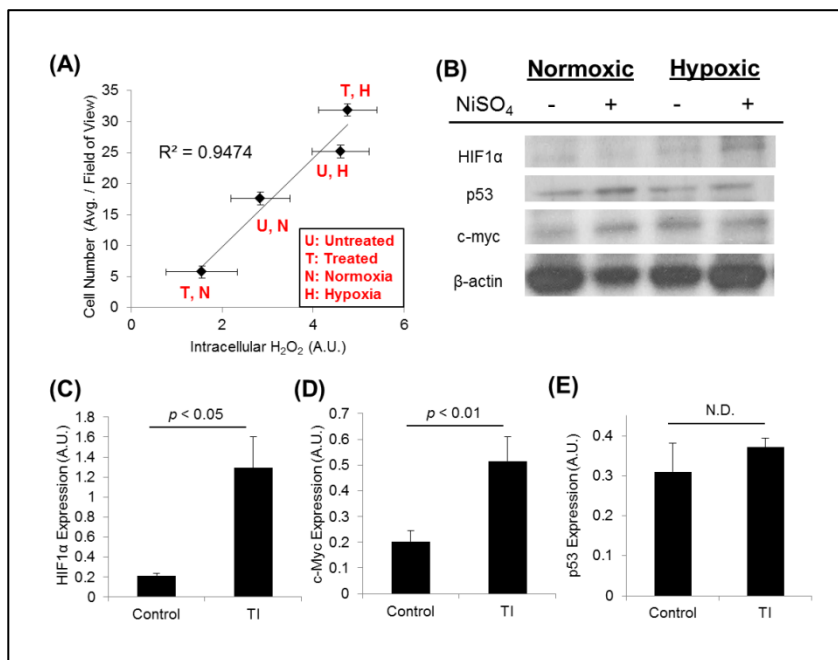 (A)
Cell Number (Avg. / Field of View)
35
30
25
20
15
10
5
0
0
2
4
6
Intracellular H₂O₂ (A.U.)
R² = 0.9474
T, H
U, H
U, N
T, N
U: Untreated
T: Treated
N: Normoxia
H: Hypoxia
(B)
Normoxic Hypoxic
NiSO₄ - + - +
HIF1α
p53
c-myc
β-actin
(C)
HIF1α Expression (A.U.)
1.8
1.6
1.4
1.2
1
0.8
0.6
0.4
0.2
0
p < 0.05
Control TI
(D)
c-Myc Expression (A.U.)
0.7
0.6
0.5
0.4
0.3
0.2
0.1
0
p < 0.01
Control TI
(E)
p53 Expression (A.U.)
0.4
0.3
0.2
0.1
0
N.D.
Control TI